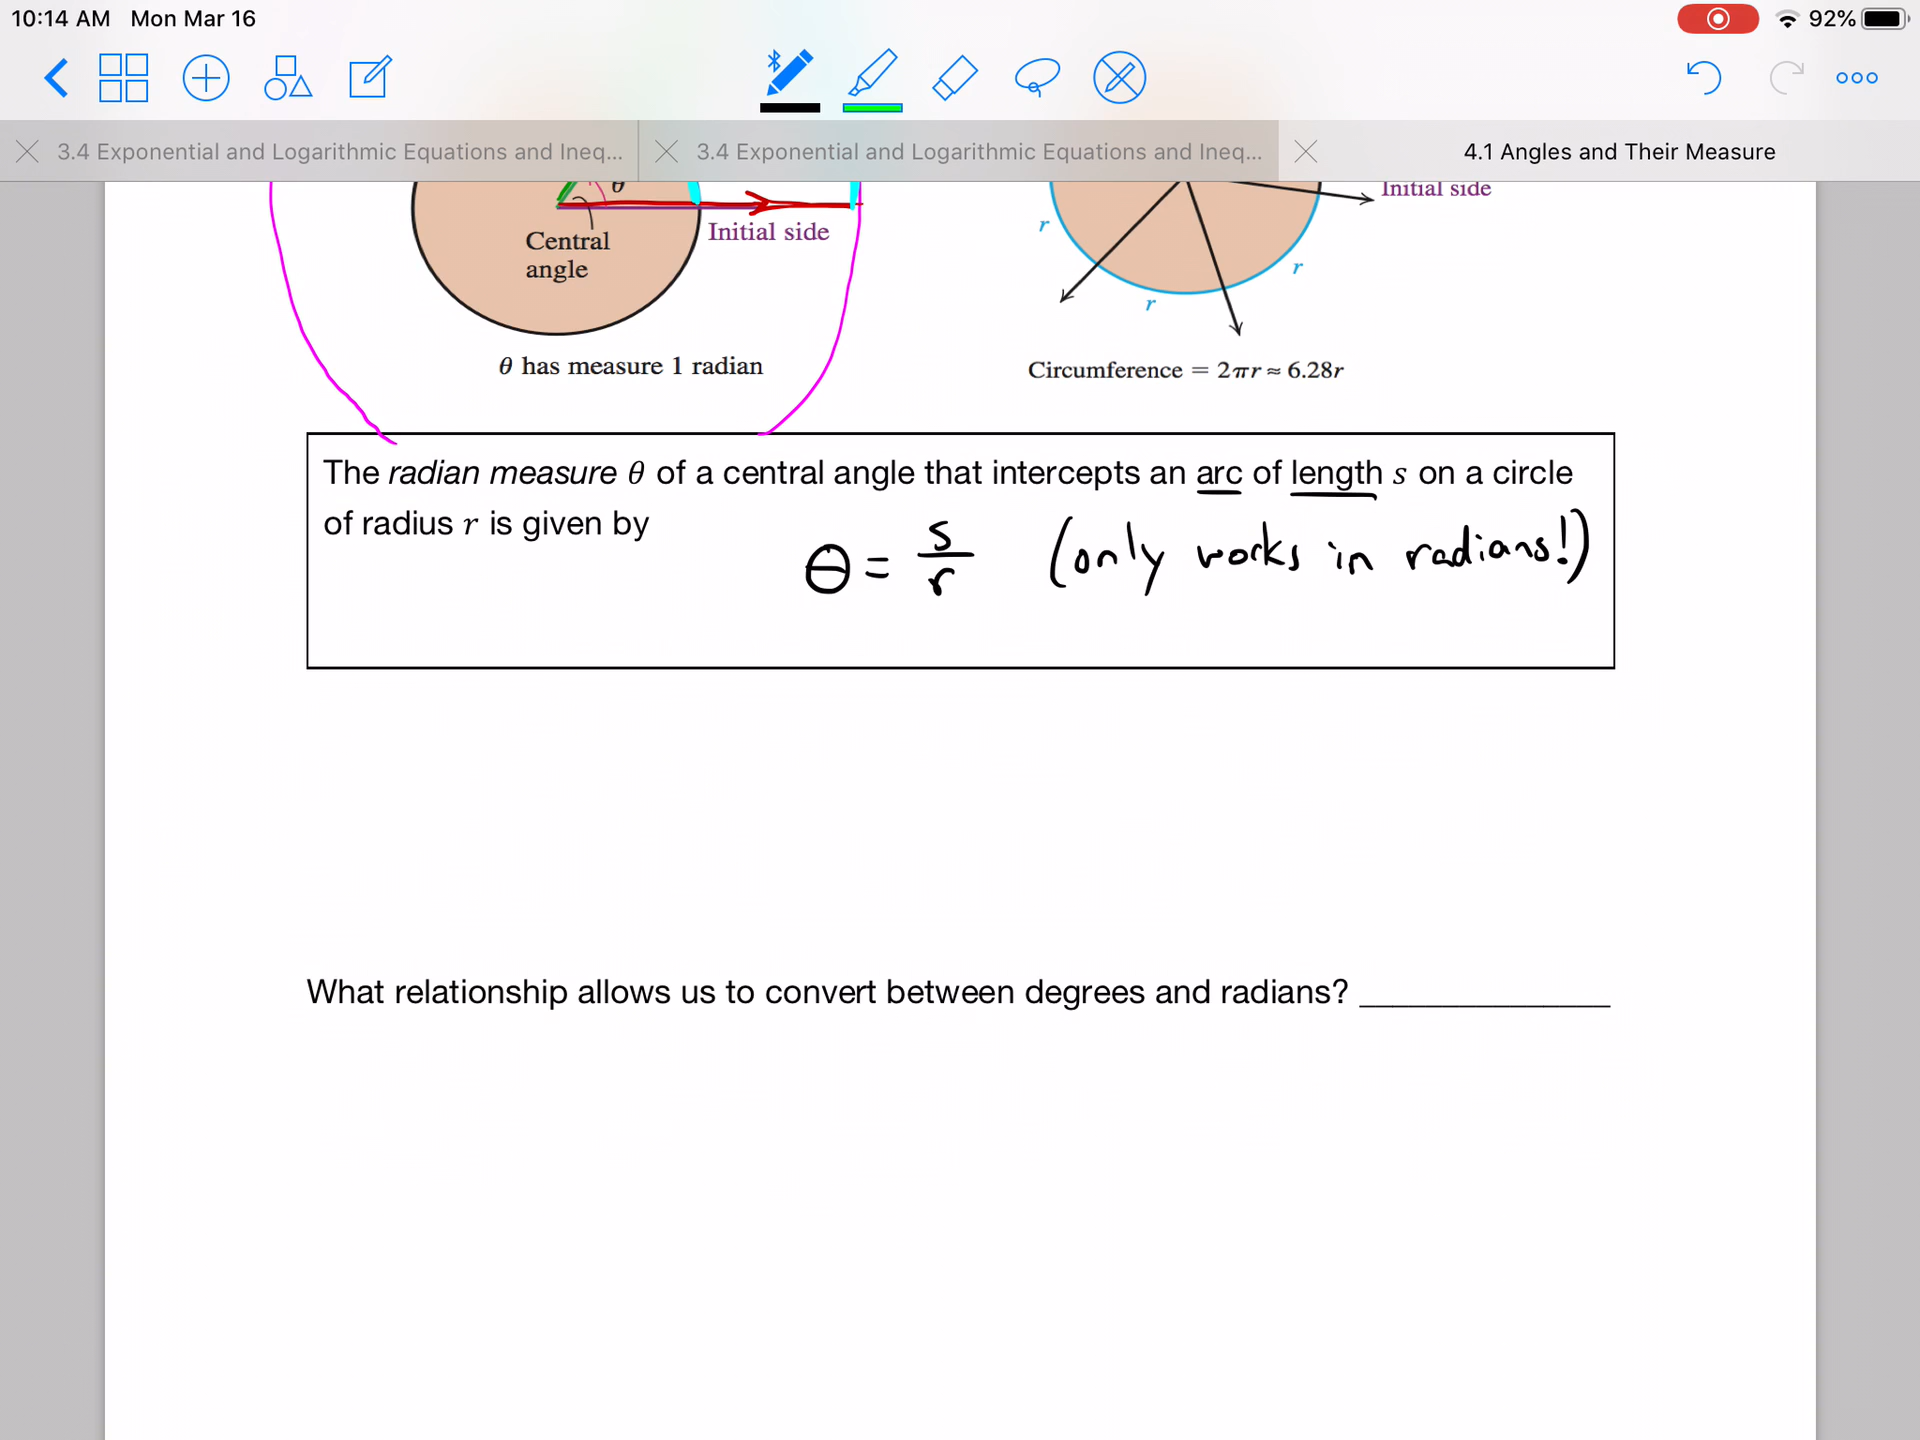 10:14 AM Mon Mar 16
92%
3.4 Exponential and Logarithmic Equations and Ineq...
3.4 Exponential and Logarithmic Equations and Ineq...
4.1 Angles and Their Measure
θ
Initial side
Central
angle
Initial side
r
r
r
θ has measure 1 radian
Circumference = 2πr ≈ 6.28r
The radian measure θ of a central angle that intercepts an arc of length s on a circle
of radius r is given by
θ = s/r (only works in radians!)
What relationship allows us to convert between degrees and radians? ______________